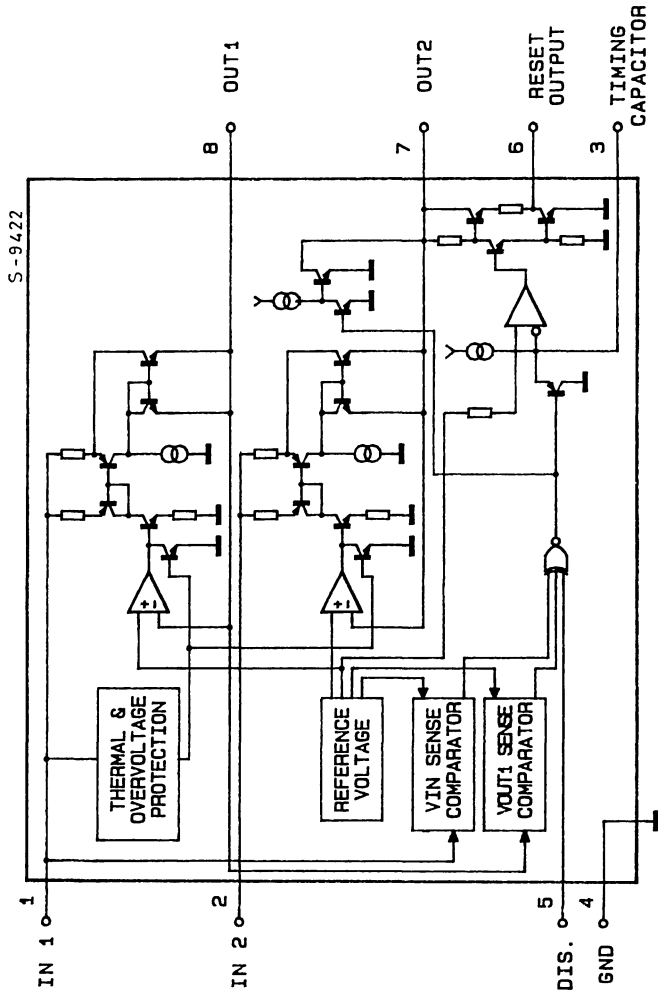 S-9422
IN 1
1
THERMAL &
OVERVOLTAGE
PROTECTION
8
OUT1
IN 2
2
REFERENCE
VOLTAGE
7
OUT2
VIN SENSE
COMPARATOR
VOUT1 SENSE
COMPARATOR
6
RESET
OUTPUT
DIS.
5
3
TIMING
CAPACITOR
GND
4